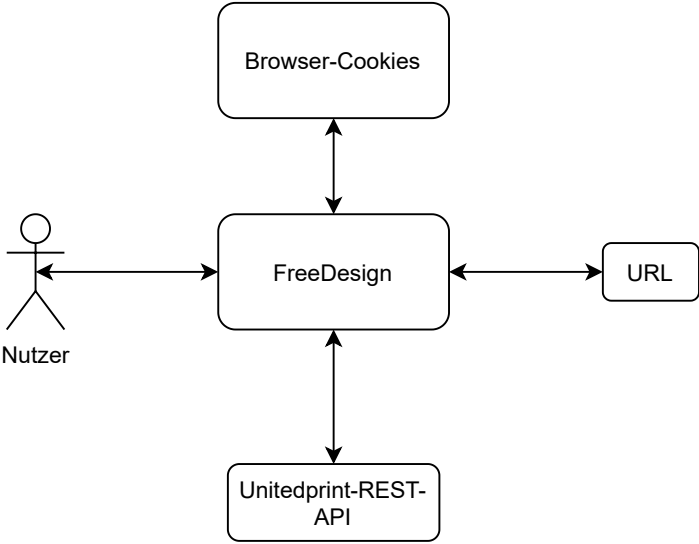 Browser-Cookies
FreeDesign
URL
Nutzer
Unitedprint-REST-
API